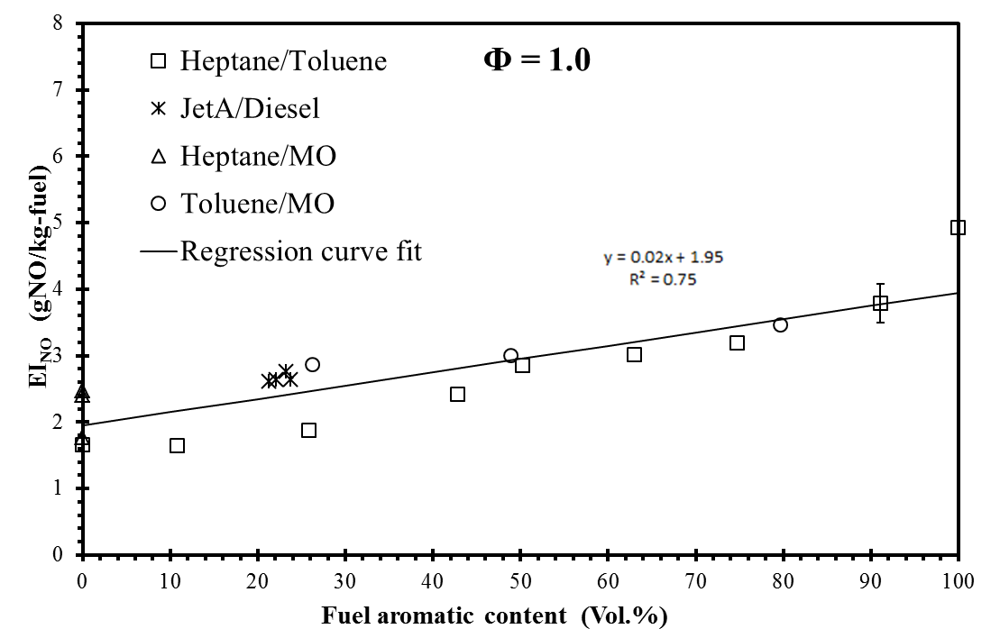 8
7
6
5
4
3
2
1
0
EI_NO (gNO/kg-fuel)
Heptane/Toluene
JetA/Diesel
Heptane/MO
Toluene/MO
Regression curve fit
Φ = 1.0
y = 0.02x + 1.95
R² = 0.75
0 10 20 30 40 50 60 70 80 90 100
Fuel aromatic content (Vol.%)